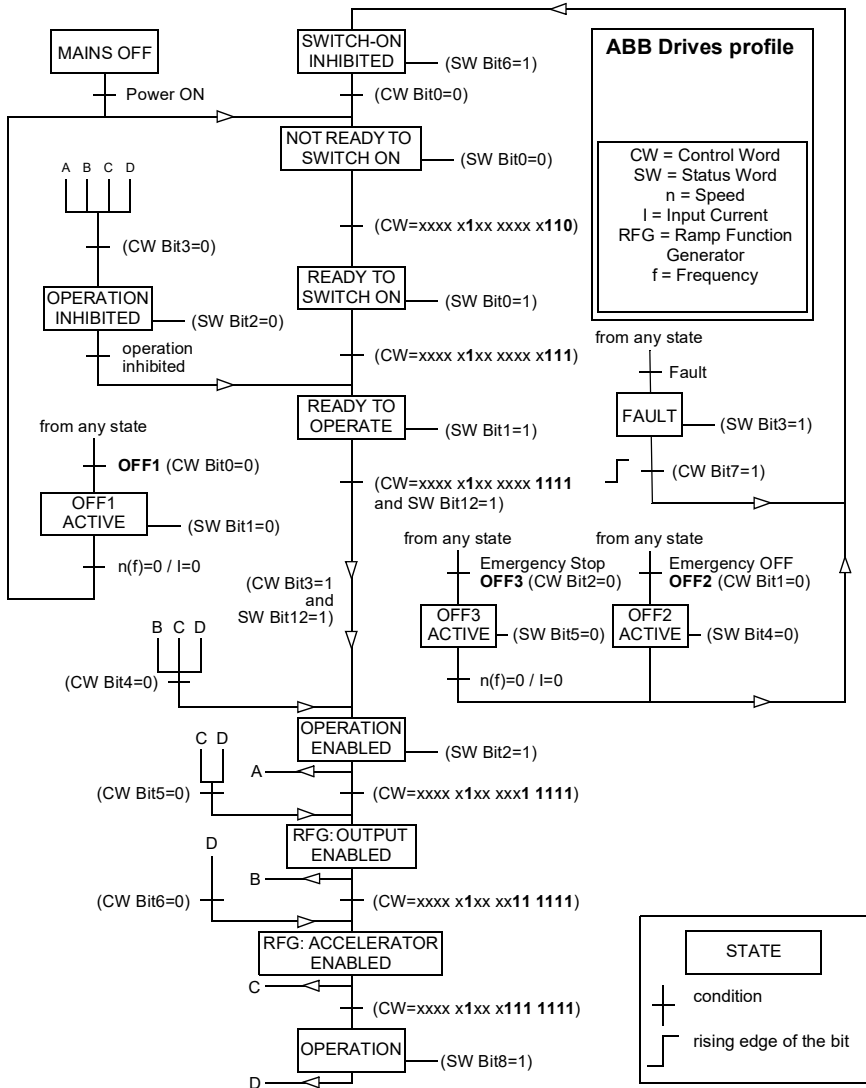 MAINS OFF
Power ON
SWITCH-ON
INHIBITED
(SW Bit6=1)
(CW Bit0=0)
NOT READY TO
SWITCH ON
(SW Bit0=0)
A B C D
(CW Bit3=0)
OPERATION
INHIBITED
(SW Bit2=0)
operation
inhibited
(CW=xxxx x1xx xxxx x110)
READY TO
SWITCH ON
(SW Bit0=1)
(CW=xxxx x1xx xxxx x111)
READY TO
OPERATE
(SW Bit1=1)
from any state
OFF1 (CW Bit0=0)
OFF1
ACTIVE
(SW Bit1=0)
n(f)=0 / I=0
(CW=xxxx x1xx xxxx 1111
and SW Bit12=1)
(CW Bit3=1
and
SW Bit12=1)
ABB Drives profile
CW = Control Word
SW = Status Word
n = Speed
I = Input Current
RFG = Ramp Function
Generator
f = Frequency
from any state
Fault
FAULT
(SW Bit3=1)
(CW Bit7=1)
from any state
Emergency Stop
OFF3 (CW Bit2=0)
OFF3
ACTIVE
(SW Bit5=0)
n(f)=0 / I=0
from any state
Emergency OFF
OFF2 (CW Bit1=0)
OFF2
ACTIVE
(SW Bit4=0)
B C D
(CW Bit4=0)
OPERATION
ENABLED
(SW Bit2=1)
A
C D
(CW Bit5=0)
(CW=xxxx x1xx xxx1 1111)
RFG: OUTPUT
ENABLED
B
D
(CW Bit6=0)
(CW=xxxx x1xx xx11 1111)
RFG: ACCELERATOR
ENABLED
C
(CW=xxxx x1xx x111 1111)
OPERATION
(SW Bit8=1)
D
STATE
condition
rising edge of the bit